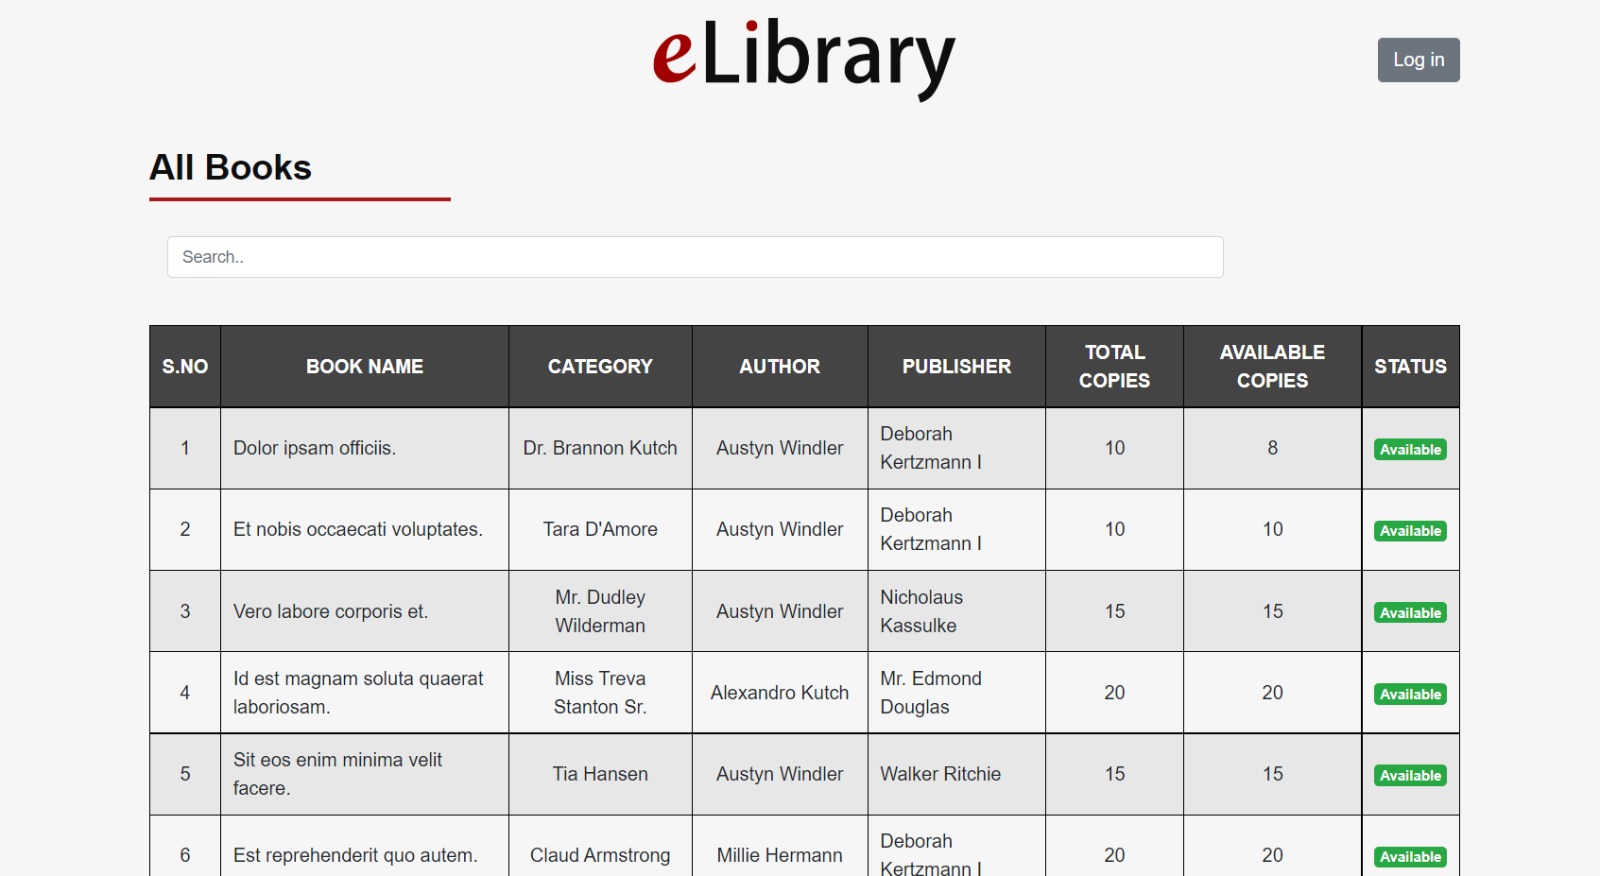 eLibrary
Log in
All Books
Search..
S.NO BOOK NAME CATEGORY AUTHOR PUBLISHER TOTAL COPIES AVAILABLE COPIES STATUS
1 Dolor ipsam officiis. Dr. Brannon Kutch Austyn Windler Deborah Kertzmann I 10 8 Available
2 Et nobis occaecati voluptates. Tara D'Amore Austyn Windler Deborah Kertzmann I 10 10 Available
3 Vero labore corporis et. Mr. Dudley Wilderman Austyn Windler Nicholaus Kassulke 15 15 Available
4 Id est magnam soluta quaerat laboriosam. Miss Treva Stanton Sr. Alexandro Kutch Mr. Edmond Douglas 20 20 Available
5 Sit eos enim minima velit facere. Tia Hansen Austyn Windler Walker Ritchie 15 15 Available
6 Est reprehenderit quo autem. Claud Armstrong Millie Hermann Deborah Kertzmann I 20 20 Available